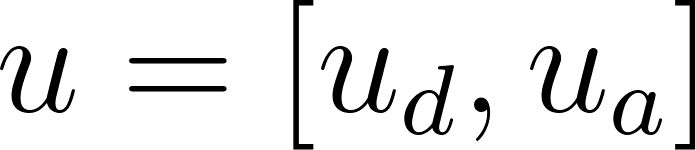 u = [u_d, u_a]